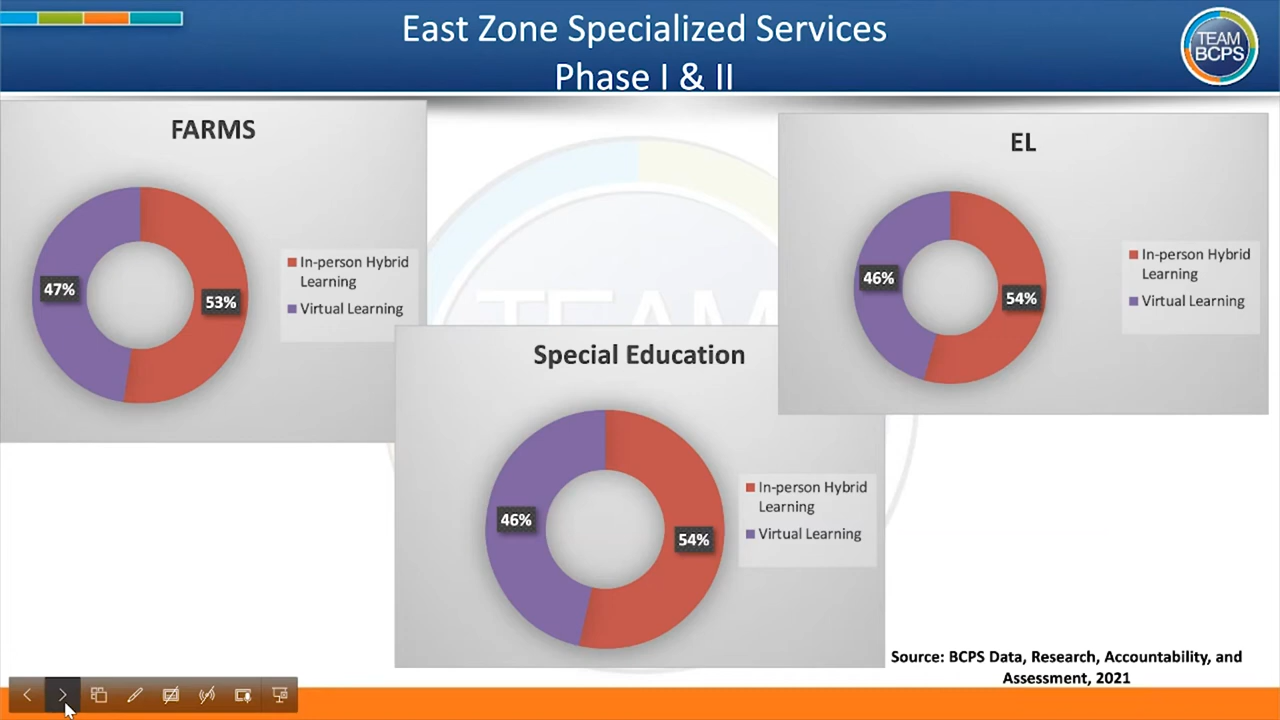 East Zone Specialized Services
Phase I & II
TEAM
BCPS
FARMS
47%
53%
In-person Hybrid
Learning
Virtual Learning
EL
46%
54%
In-person Hybrid
Learning
Virtual Learning
TEAM
Special Education
46%
54%
In-person Hybrid
Learning
Virtual Learning
Source: BCPS Data, Research, Accountability, and
Assessment, 2021